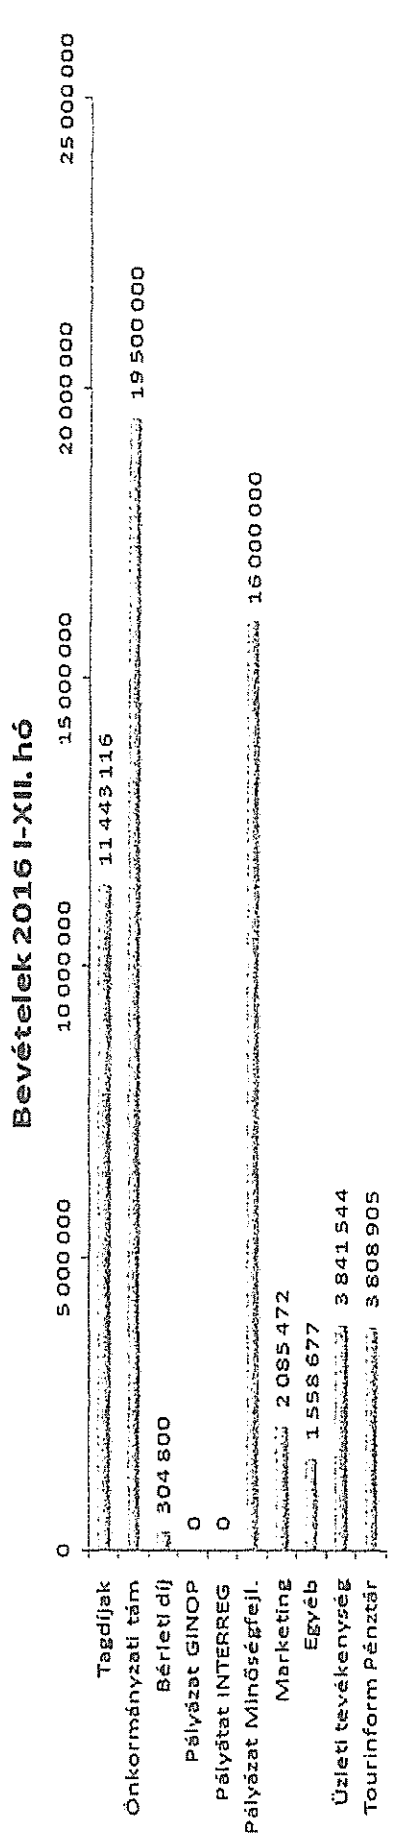 Bevételek 2016 I-XII. hó
0 5 000 000 10 000 000 15 000 000 20 000 000 25 000 000
Tagdíjak 11 443 116
Önkormányzati tám 19 500 000
Bérleti díj 304 800
Pályázat GINOP 0
Pályátat INTERREG 0
Pályázat Minőségfejl. 16 000 000
Marketing 2 085 472
Egyéb 1 558 677
Üzleti tevékenység 3 841 544
Tourinform Pénztár 3 808 905